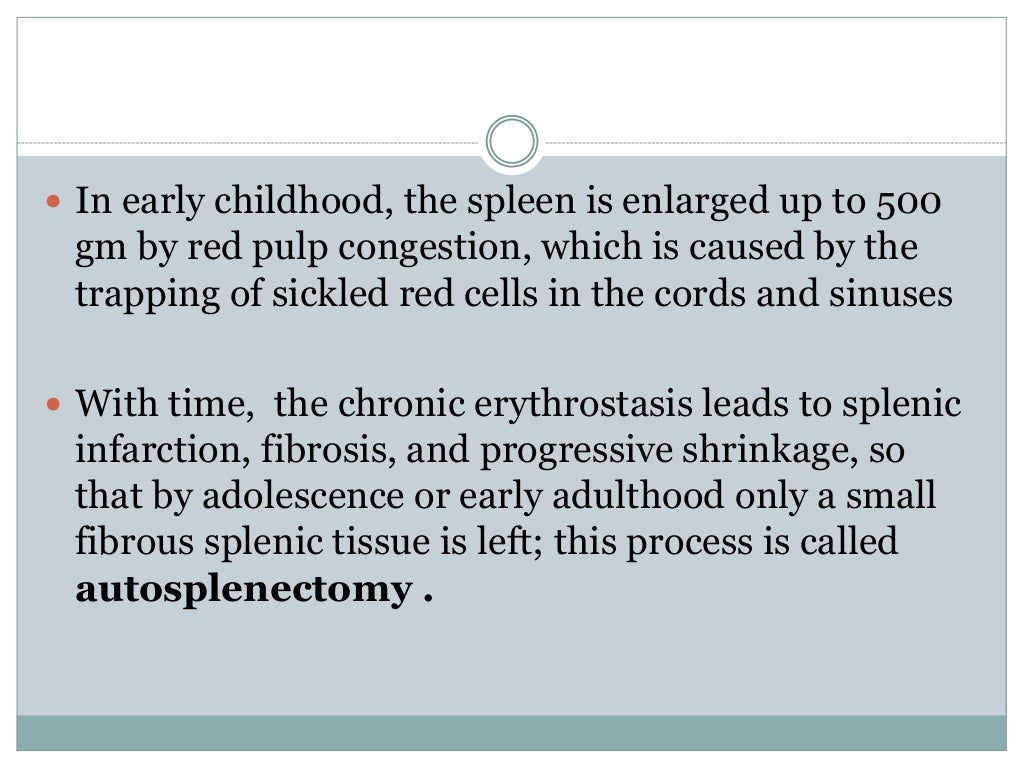 • In early childhood, the spleen is enlarged up to 500
gm by red pulp congestion, which is caused by the
trapping of sickled red cells in the cords and sinuses
• With time,  the chronic erythrostasis leads to splenic
infarction, fibrosis, and progressive shrinkage, so
that by adolescence or early adulthood only a small
fibrous splenic tissue is left; this process is called
autosplenectomy .